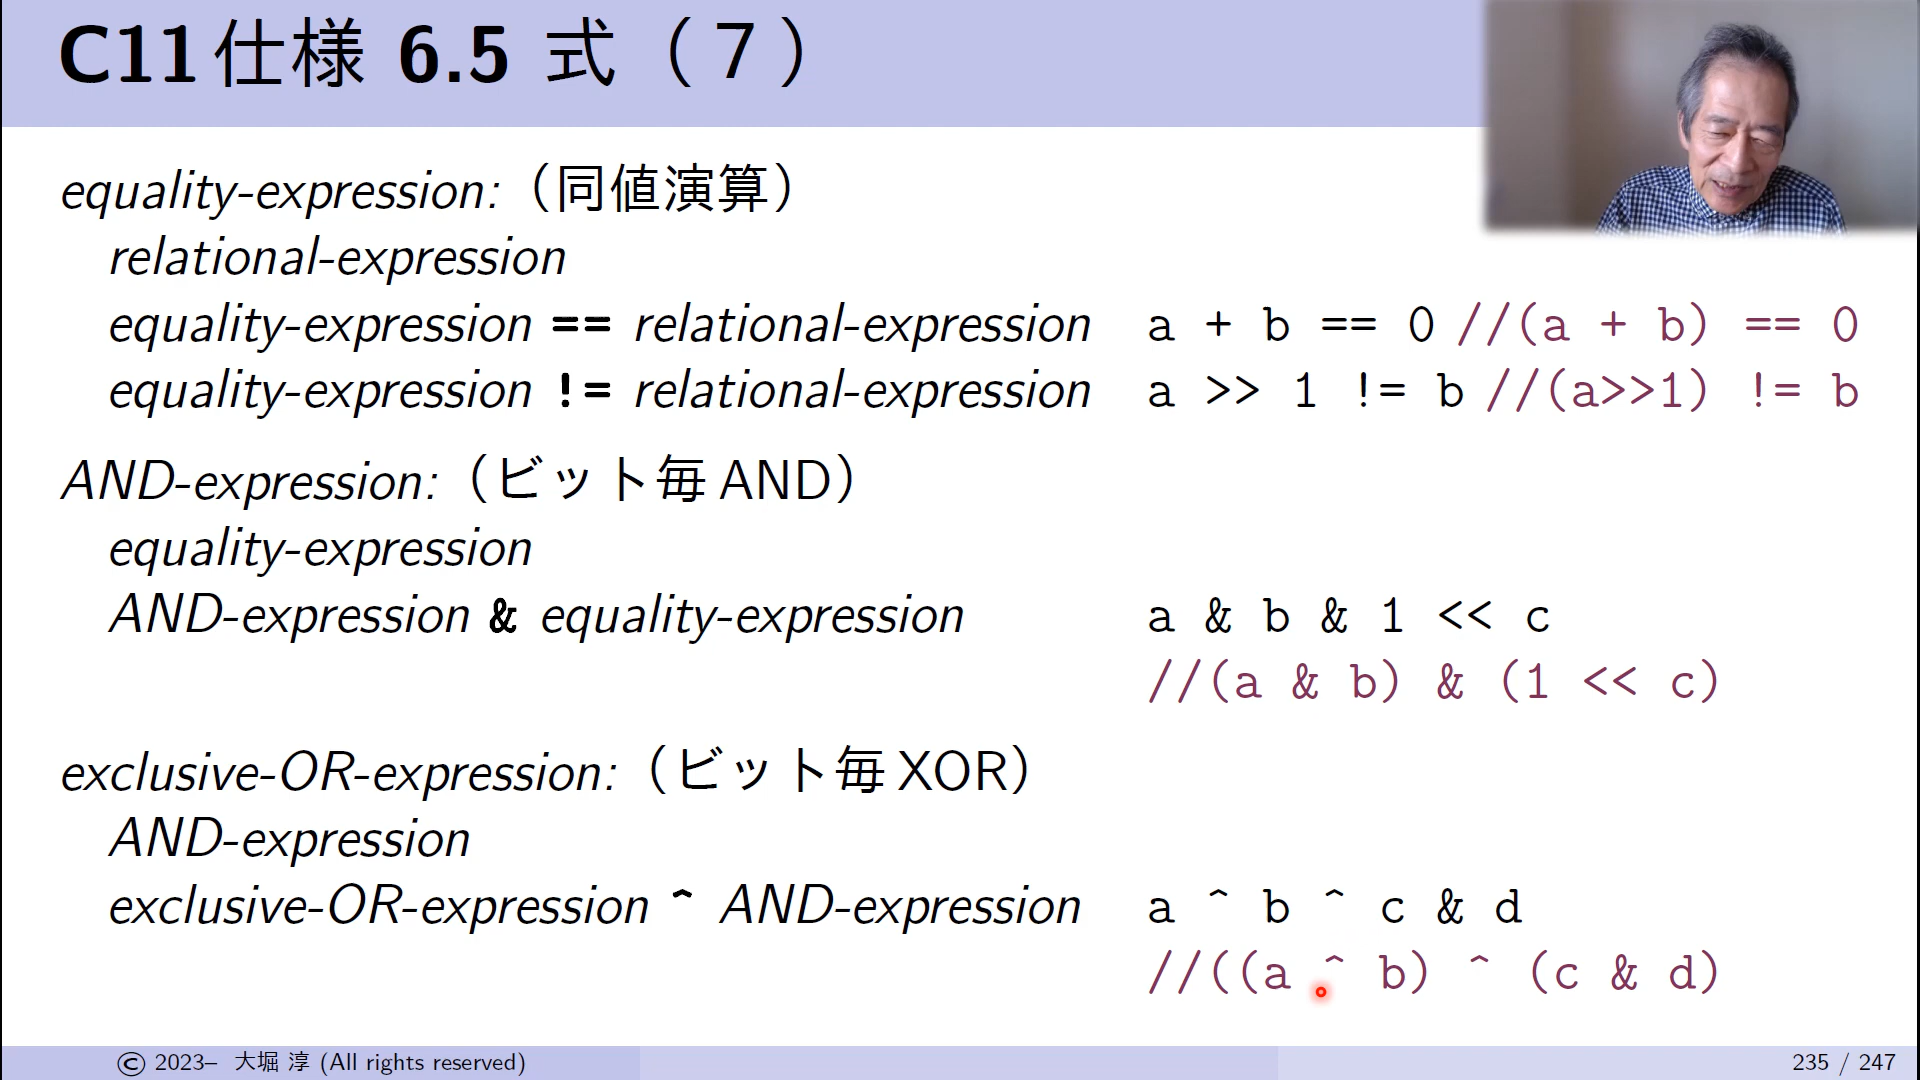 C11仕様 6.5 式（７）
equality-expression:（同値演算）
relational-expression
equality-expression == relational-expression a + b == 0 //(a + b) == 0
equality-expression != relational-expression a >> 1 != b //(a>>1) != b
AND-expression:（ビット毎 AND）
equality-expression
AND-expression & equality-expression a & b & 1 << c
//(a & b) & (1 << c)
exclusive-OR-expression:（ビット毎 XOR）
AND-expression
exclusive-OR-expression ^ AND-expression a ^ b ^ c & d
//((a ^ b) ^ (c & d)
© 2023– 大堀 淳 (All rights reserved) 235 / 247